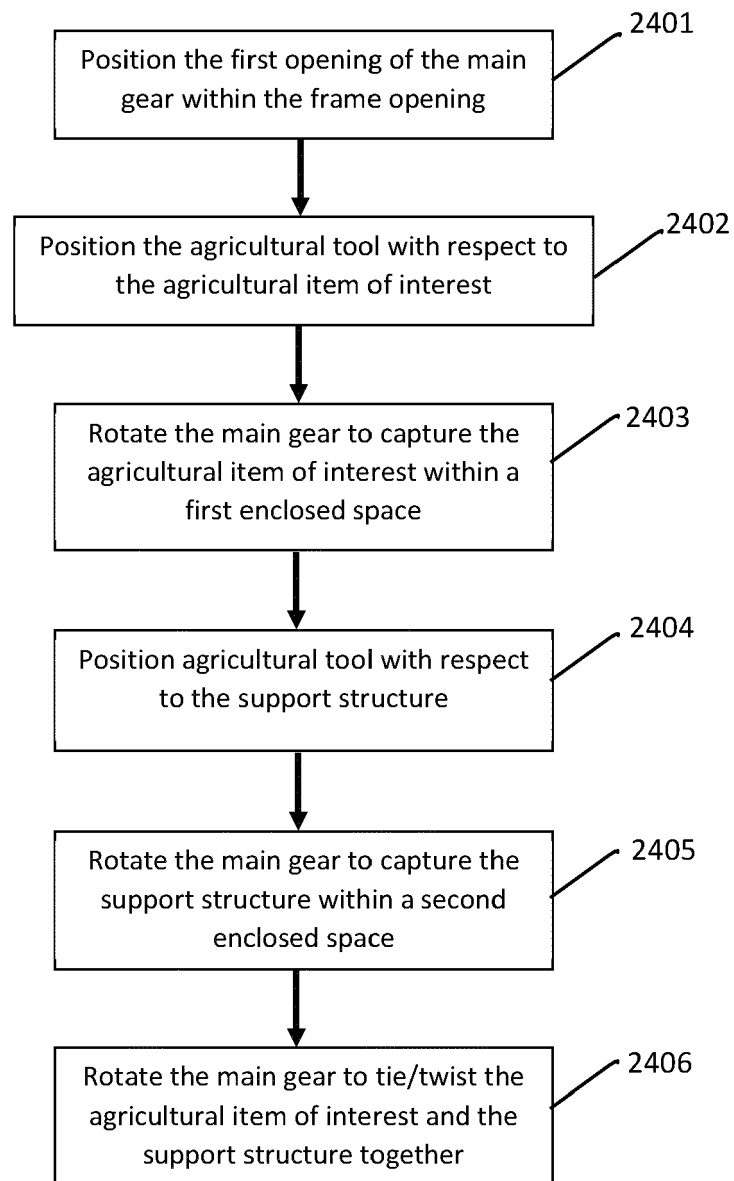 2401
Position the first opening of the main
gear within the frame opening
2402
Position the agricultural tool with respect to
the agricultural item of interest
2403
Rotate the main gear to capture the
agricultural item of interest within a
first enclosed space
2404
Position agricultural tool with respect
to the support structure
2405
Rotate the main gear to capture the
support structure within a second
enclosed space
2406
Rotate the main gear to tie/twist the
agricultural item of interest and the
support structure together